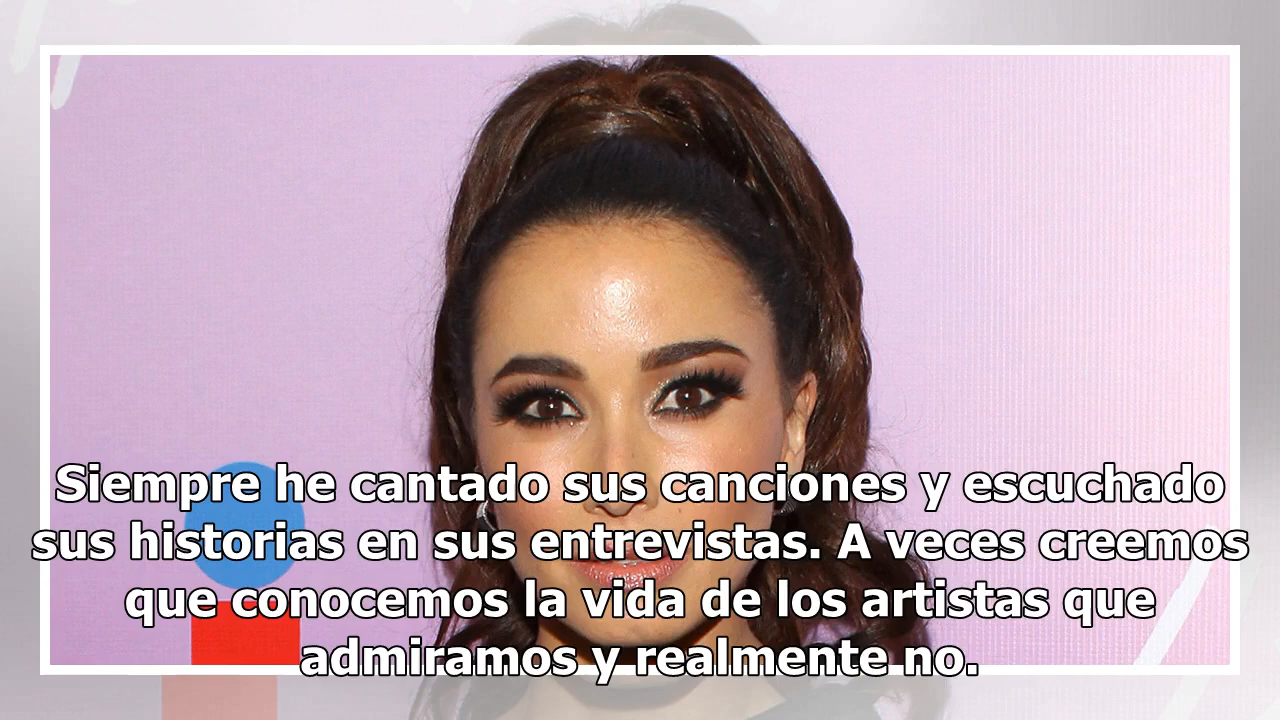 Siempre he cantado sus canciones y escuchado
sus historias en sus entrevistas. A veces creemos
que conocemos la vida de los artistas que
admiramos y realmente no.